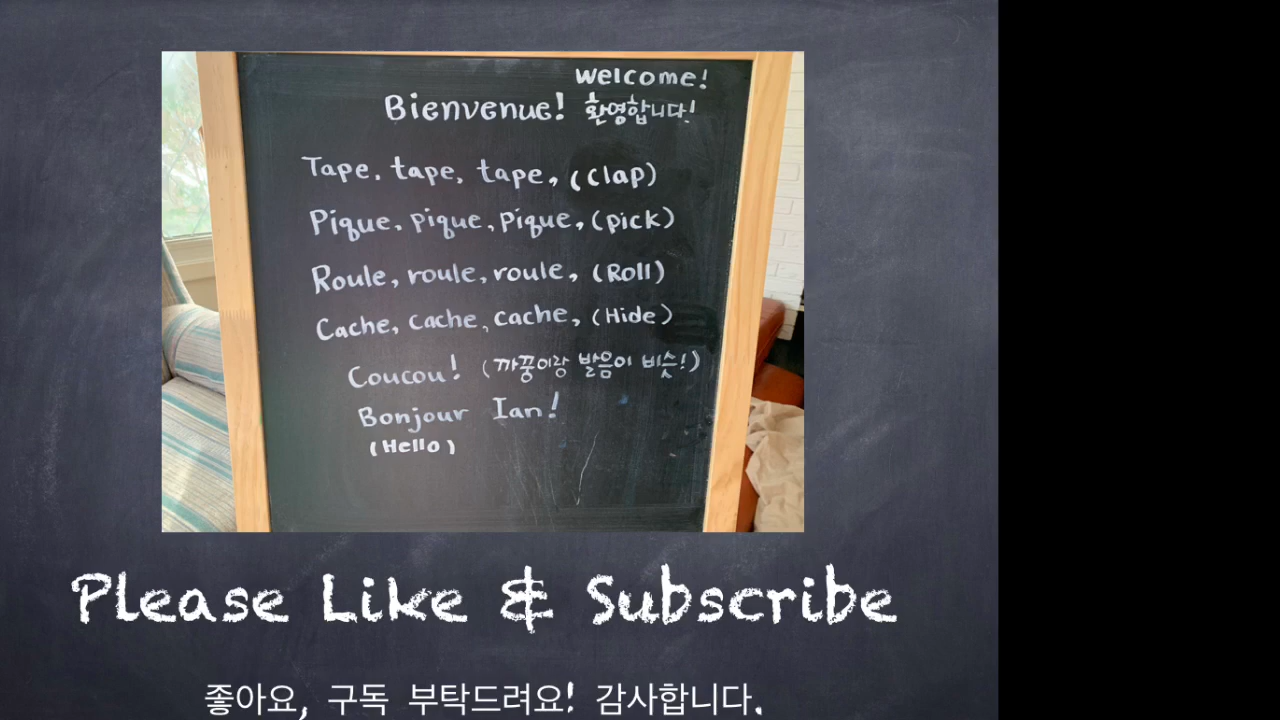 Welcome!
Bienvenue! 환영합니다!
Tape, tape, tape, (clap)
Pique, pique, pique, (pick)
Roule, roule, roule, (Roll)
Cache, cache, cache, (Hide)
Coucou! (까꿍이랑 발음이 비슷!)
Bonjour Ian!
(Hello)
Please Like & Subscribe
좋아요, 구독 부탁드려요! 감사합니다.